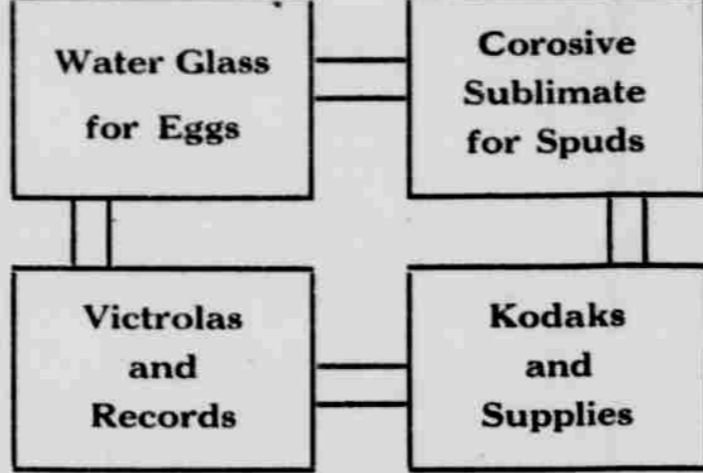 Water Glass
for Eggs
Corosive
Sublimate
for Spuds
Victrolas
and
Records
Kodaks
and
Supplies